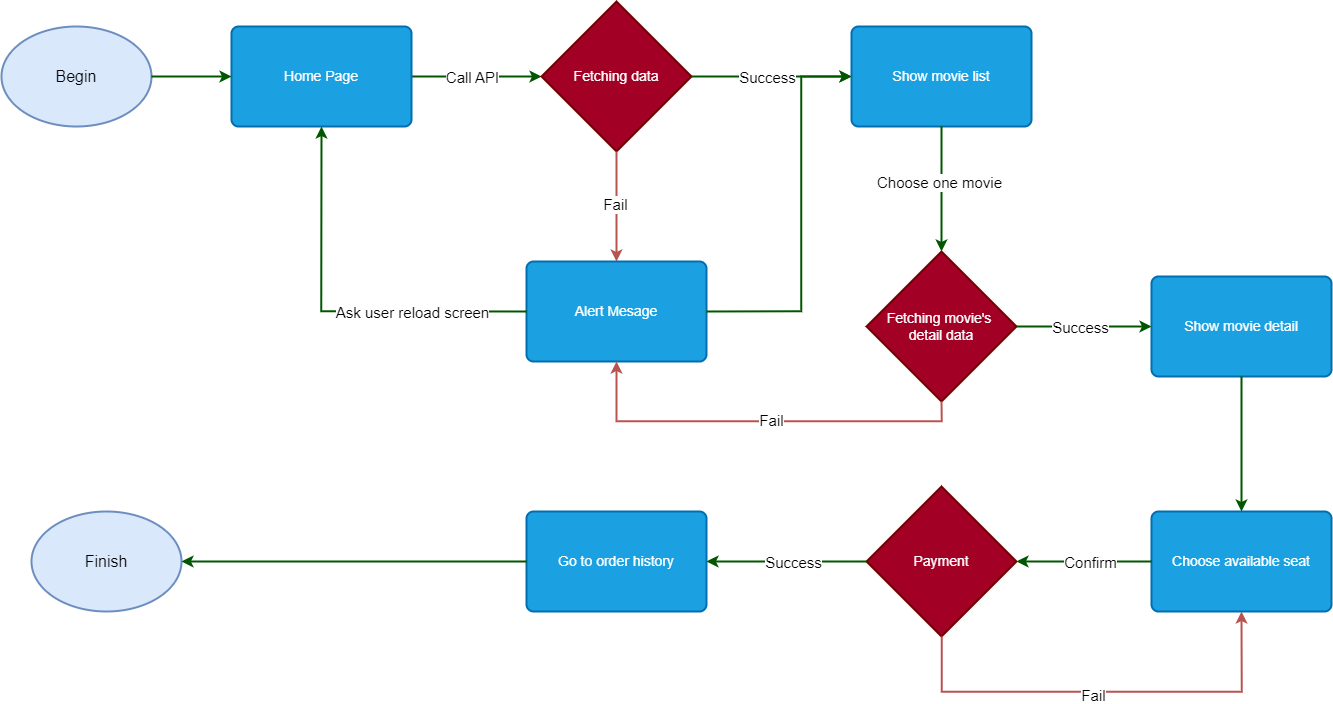 Begin
Home Page
Call API
Fetching data
Success
Show movie list
Choose one movie
Fail
Ask user reload screen
Alert Mesage
Fetching movie's
detail data
Success
Show movie detail
Fail
Finish
Go to order history
Success
Payment
Confirm
Choose available seat
Fail